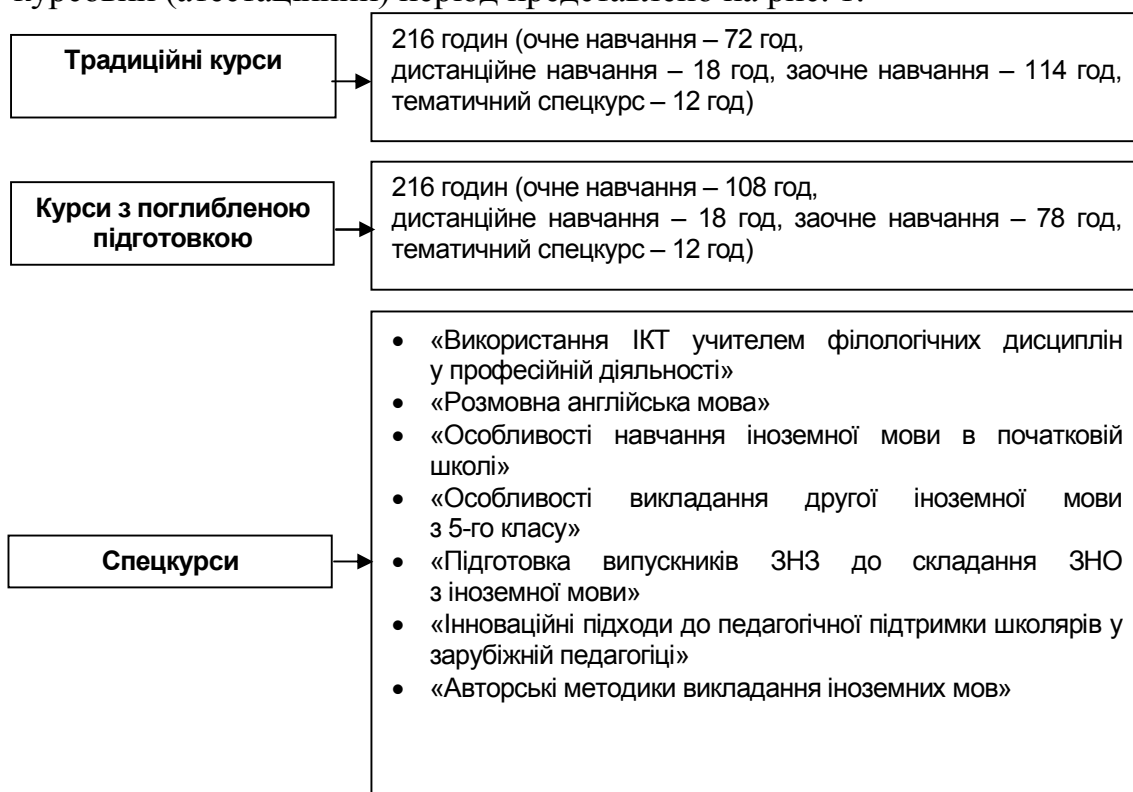 курсовий (атестаційний) період представлено на рис. 1.
Традиційні курси
216 годин (очне навчання – 72 год,
дистанційне навчання – 18 год, заочне навчання – 114 год,
тематичний спецкурс – 12 год)
Курси з поглибленою
підготовкою
216 годин (очне навчання – 108 год,
дистанційне навчання – 18 год, заочне навчання – 78 год,
тематичний спецкурс – 12 год)
Спецкурси
• «Використання ІКТ учителем філологічних дисциплін
у професійній діяльності»
• «Розмовна англійська мова»
• «Особливості навчання іноземної мови в початковій
школі»
• «Особливості викладання другої іноземної мови
з 5-го класу»
• «Підготовка випускників ЗНЗ до складання ЗНО
з іноземної мови»
• «Інноваційні підходи до педагогічної підтримки школярів у
зарубіжній педагогіці»
• «Авторські методики викладання іноземних мов»